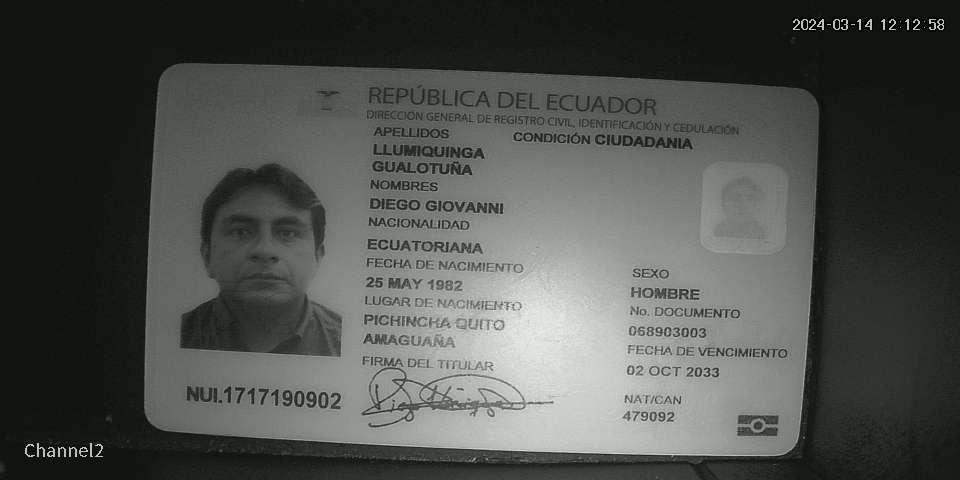 2024-03-14 12:12:58
REPÚBLICA DEL ECUADOR
DIRECCIÓN GENERAL DE REGISTRO CIVIL, IDENTIFICACIÓN Y CEDULACIÓN
APELLIDOS
CONDICIÓN CIUDADANIA
LLUMIQUINGA
GUALOTUÑA
NOMBRES
DIEGO GIOVANNI
NACIONALIDAD
ECUATORIANA
FECHA DE NACIMIENTO
25 MAY 1982
LUGAR DE NACIMIENTO
PICHINCHA QUITO
AMAGUAÑA
FIRMA DEL TITULAR
SEXO
HOMBRE
No. DOCUMENTO
068903003
FECHA DE VENCIMIENTO
02 OCT 2033
NAT/CAN
479092
NUI.1717190902
Channel2